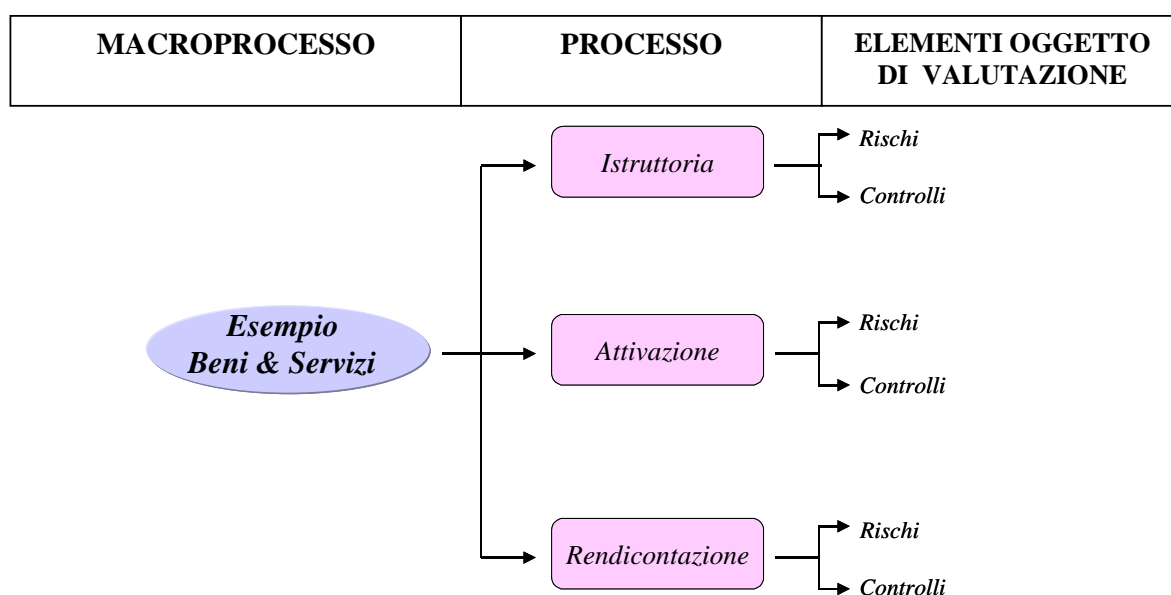 MACROPROCESSO
PROCESSO
ELEMENTI OGGETTO
DI VALUTAZIONE
Istruttoria
Rischi
Controlli
Esempio
Beni & Servizi
Attivazione
Rischi
Controlli
Rendicontazione
Rischi
Controlli